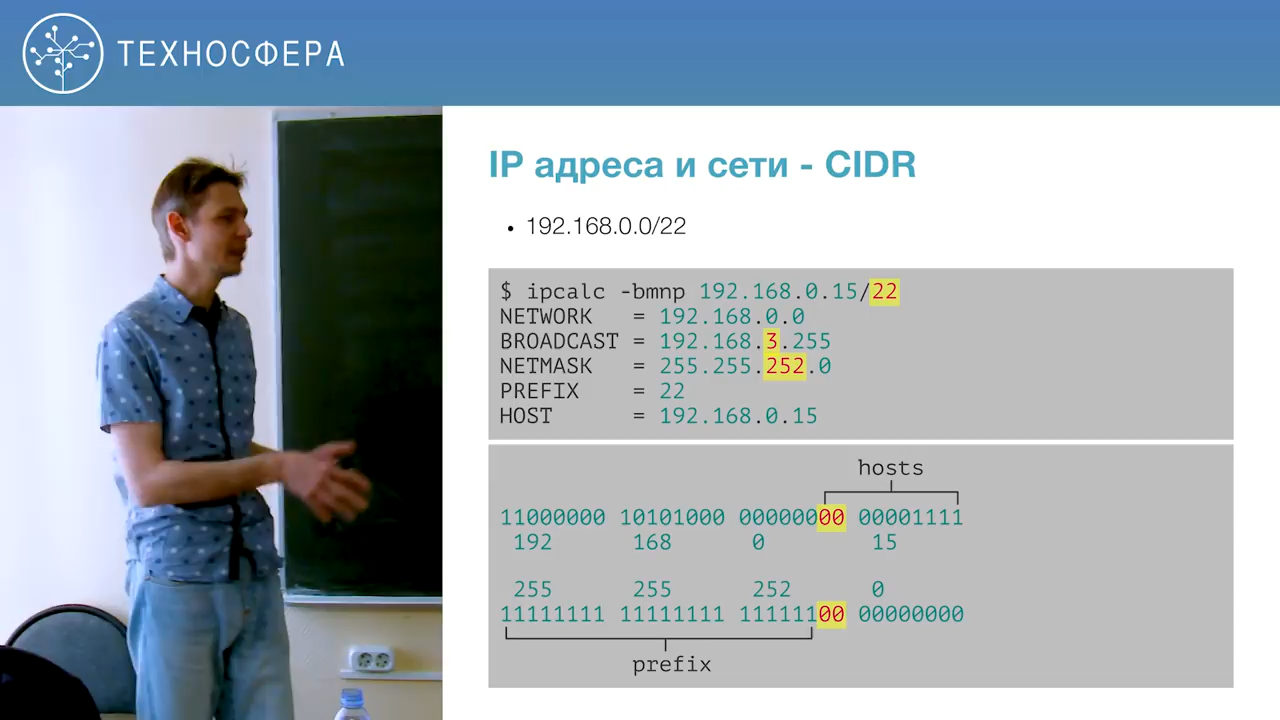 ТЕХНОСФЕРА
IP адреса и сети - CIDR
• 192.168.0.0/22
$ ipcalc -bmnp 192.168.0.15/22
NETWORK = 192.168.0.0
BROADCAST = 192.168.3.255
NETMASK = 255.255.252.0
PREFIX = 22
HOST = 192.168.0.15
hosts
11000000 10101000 00000000 00001111
192 168 0 15
255 255 252 0
11111111 11111111 11111100 00000000
prefix